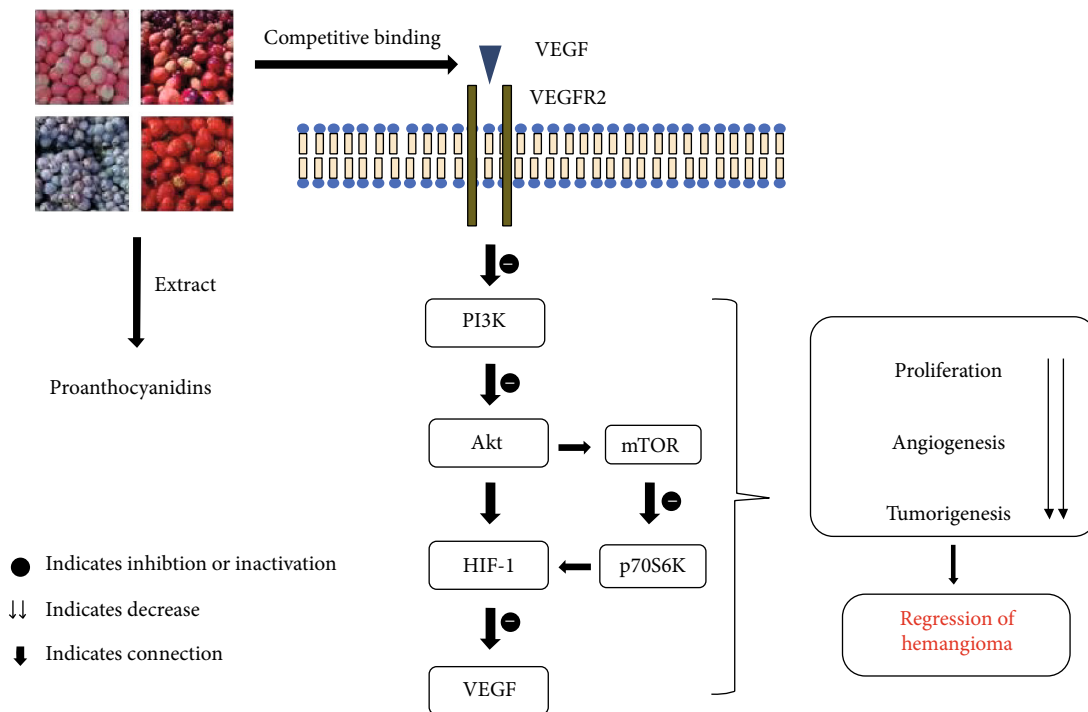 Competitive binding
VEGF
VEGFR2
Extract
Proanthocyanidins
PI3K
Akt
mTOR
HIF-1
p70S6K
VEGF
Proliferation
Angiogenesis
Tumorigenesis
Regression of
hemangioma
Indicates inhibtion or inactivation
Indicates decrease
Indicates connection